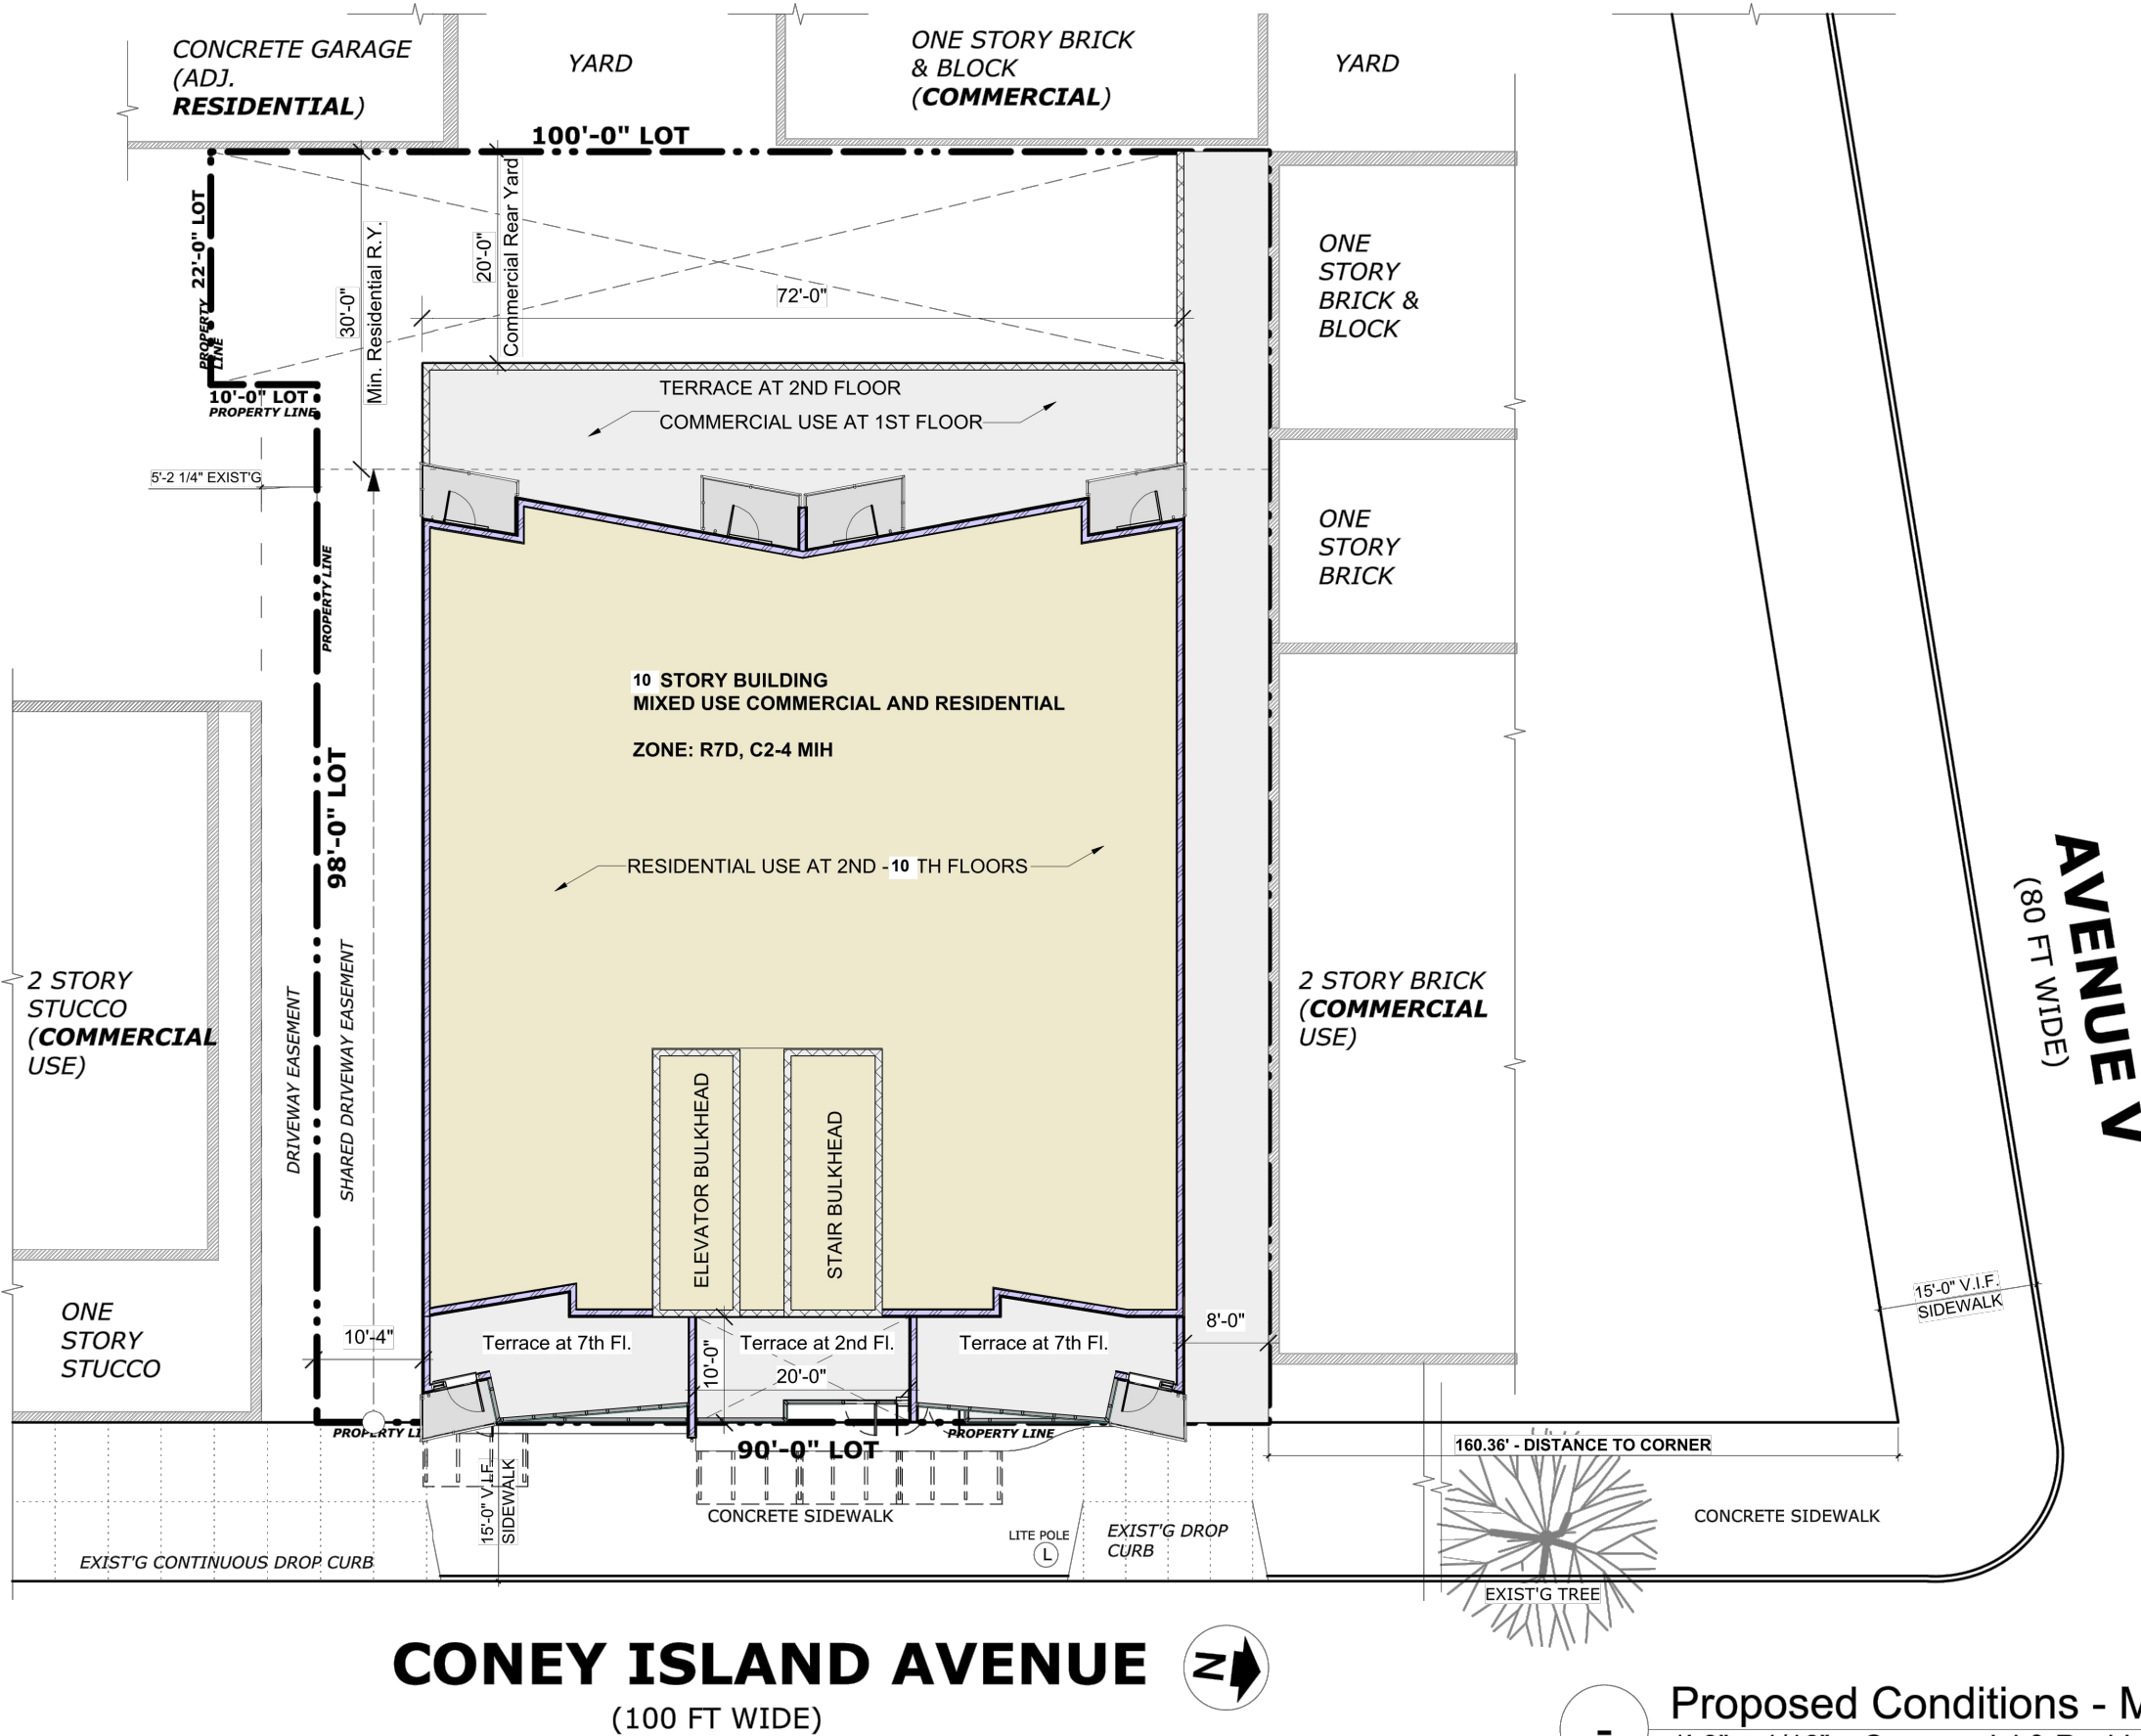 CONCRETE GARAGE
(ADJ.
RESIDENTIAL)
YARD
ONE STORY BRICK
& BLOCK
(COMMERCIAL)
YARD
100'-0" LOT
22'-0" LOT
PROPERTY
LINE
10'-0" LOT
PROPERTY LINE
30'-0"
Min. Residential R.Y.
20'-0"
Commercial Rear Yard
72'-0"
ONE
STORY
BRICK &
BLOCK
TERRACE AT 2ND FLOOR
COMMERCIAL USE AT 1ST FLOOR
5'-2 1/4" EXIST'G
PROPERTY LINE
ONE
STORY
BRICK
10 STORY BUILDING
MIXED USE COMMERCIAL AND RESIDENTIAL
ZONE: R7D, C2-4 MIH
98'-0" LOT
RESIDENTIAL USE AT 2ND - 10 TH FLOORS
AVENUE V
(80 FT WIDE)
2 STORY
STUCCO
(COMMERCIAL
USE)
DRIVEWAY EASEMENT
SHARED DRIVEWAY EASEMENT
2 STORY BRICK
(COMMERCIAL
USE)
ELEVATOR BULKHEAD
STAIR BULKHEAD
15'-0" V.I.F.
SIDEWALK
ONE
STORY
STUCCO
10'-4"
Terrace at 7th Fl.
10'-0"
Terrace at 2nd Fl.
20'-0"
Terrace at 7th Fl.
8'-0"
PROPERTY LI
90'-0" LOT
PROPERTY LINE
160.36' - DISTANCE TO CORNER
15'-0" V.I.F.
SIDEWALK
CONCRETE SIDEWALK
LITE POLE
L
EXIST'G DROP
CURB
CONCRETE SIDEWALK
EXIST'G CONTINUOUS DROP CURB
EXIST'G TREE
CONEY ISLAND AVENUE
(100 FT WIDE)
N
Proposed Conditions - M